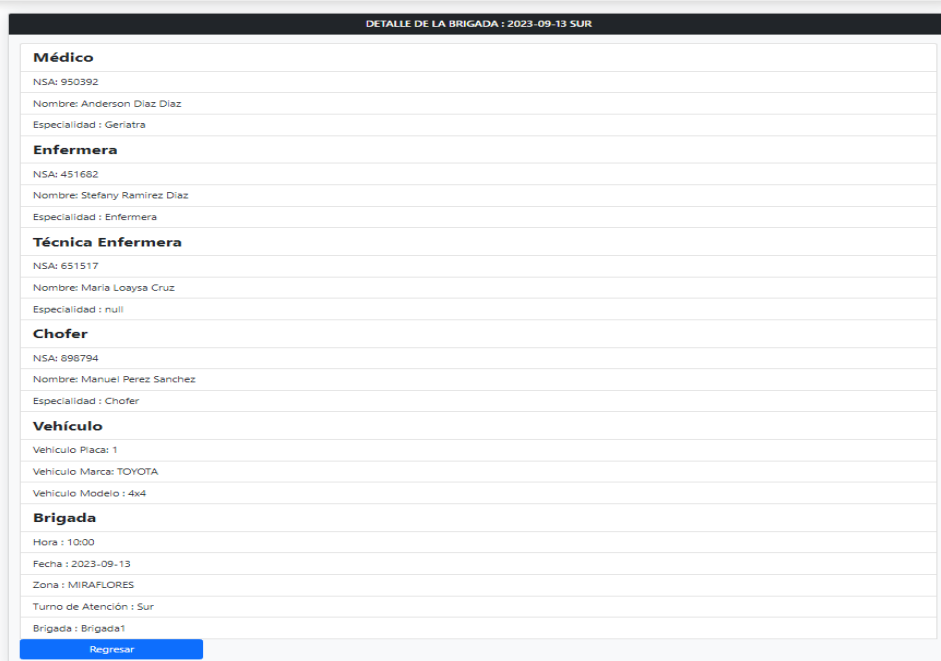 DETALLE DE LA BRIGADA : 2023-09-13 SUR
Médico
NSA: 950392
Nombre: Anderson Diaz Diaz
Especialidad : Geriatra
Enfermera
NSA: 451682
Nombre: Stefany Ramirez Diaz
Especialidad : Enfermera
Técnica Enfermera
NSA: 651517
Nombre: Maria Loaysa Cruz
Especialidad : null
Chofer
NSA: 898794
Nombre: Manuel Perez Sanchez
Especialidad : Chofer
Vehículo
Vehiculo Placa: 1
Vehiculo Marca: TOYOTA
Vehiculo Modelo : 4x4
Brigada
Hora : 10:00
Fecha : 2023-09-13
Zona : MIRAFLORES
Turno de Atención : Sur
Brigada : Brigada1
Regresar